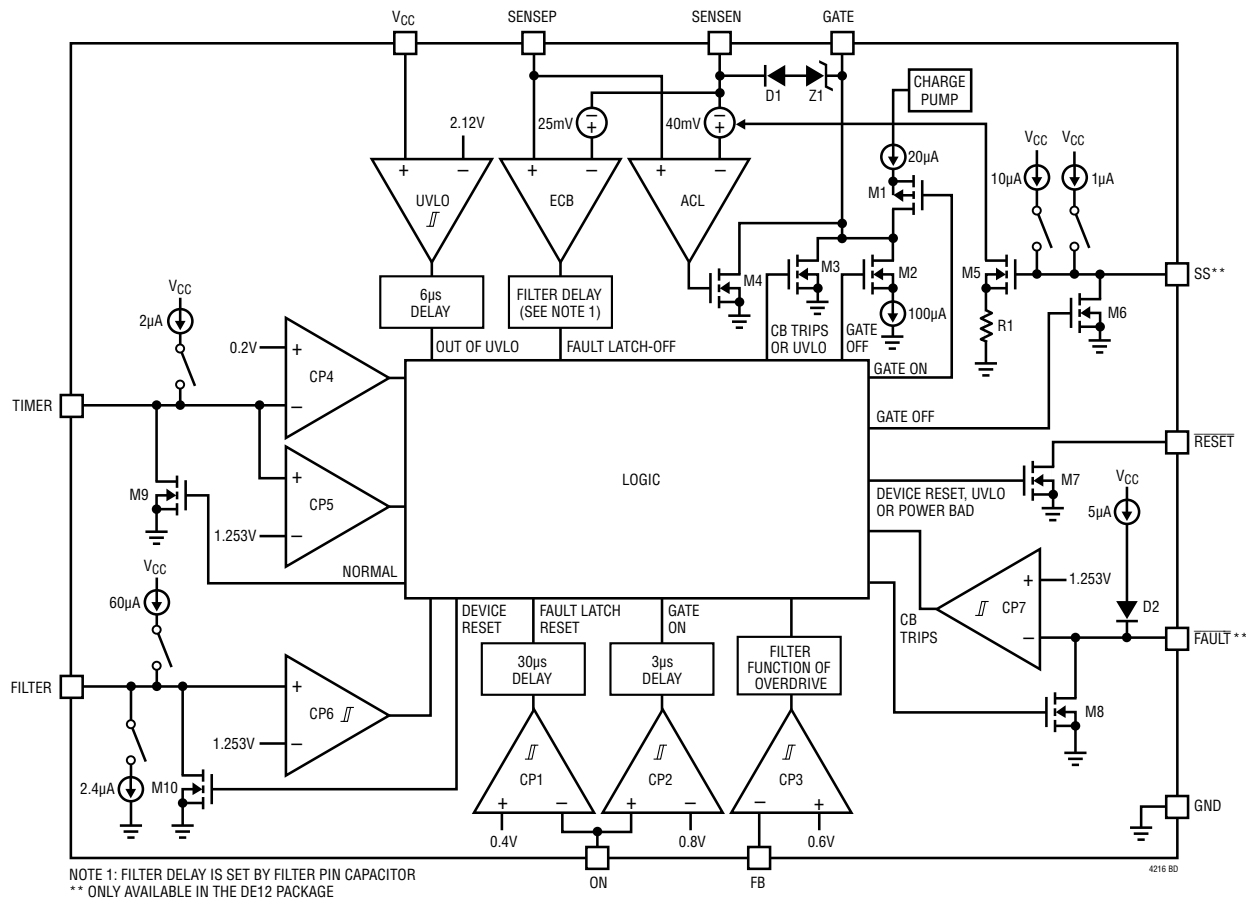 VCC
SENSEP
SENSEN
GATE
D1
Z1
CHARGE
PUMP
2.12V
25mV
40mV
20µA
VCC
VCC
10µA
1µA
+
−
UVLO
+
−
ECB
+
−
ACL
M1
M4
M3
M2
M5
SS**
6µs
DELAY
FILTER DELAY
(SEE NOTE 1)
100µA
R1
M6
VCC
2µA
OUT OF UVLO
FAULT LATCH-OFF
CB TRIPS
OR UVLO
GATE
OFF
GATE ON
0.2V
+
CP4
−
TIMER
GATE OFF
RESET
LOGIC
M9
+
CP5
−
1.253V
M7
DEVICE RESET, UVLO
OR POWER BAD
VCC
5µA
NORMAL
VCC
60µA
DEVICE
RESET
FAULT LATCH
RESET
GATE
ON
+
1.253V
CP7
−
D2
CB
TRIPS
FAULT**
FILTER
+
CP6
−
1.253V
30µs
DELAY
3µs
DELAY
FILTER
FUNCTION OF
OVERDRIVE
M8
2.4µA
M10
CP1
+
−
CP2
+
−
CP3
−
+
0.4V
0.8V
0.6V
GND
ON
FB
NOTE 1: FILTER DELAY IS SET BY FILTER PIN CAPACITOR
** ONLY AVAILABLE IN THE DE12 PACKAGE
4216 BD